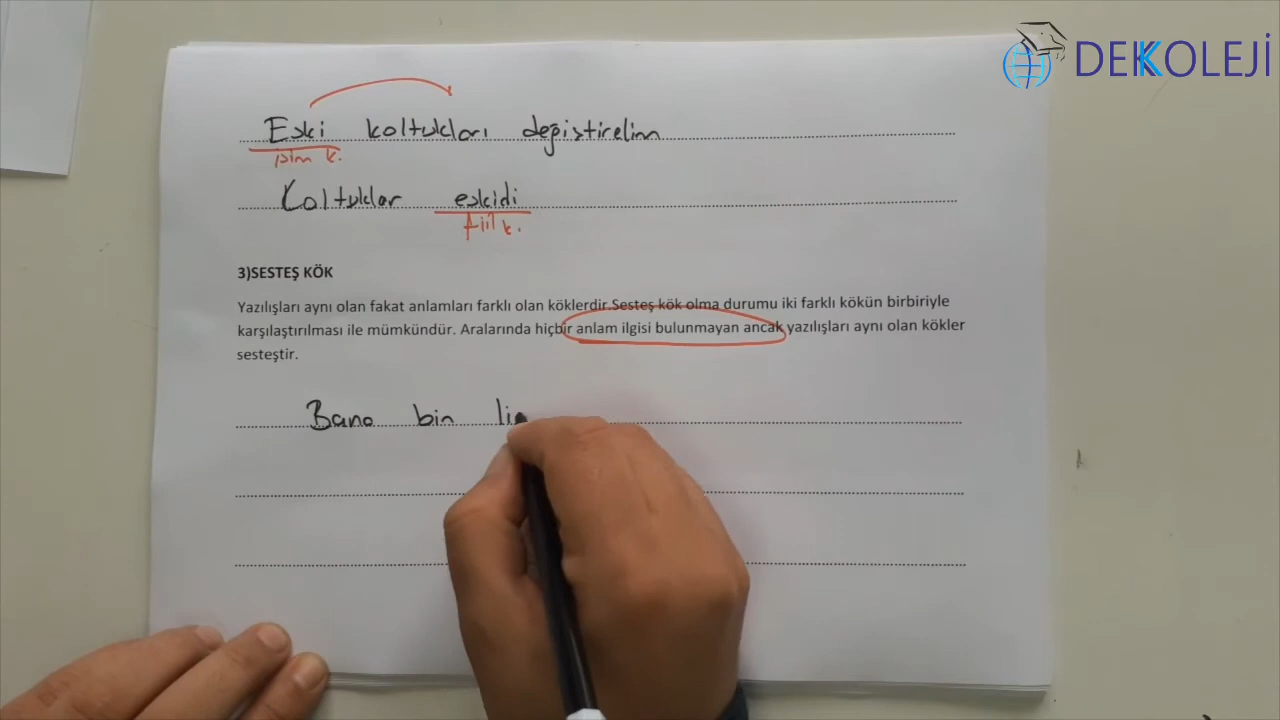 DEKKOLEJİ
Eski koltukları değiştirelim
isim k.
Koltuklar eskidi
fiil k.
3)SESTEŞ KÖK
Yazılışları aynı olan fakat anlamları farklı olan köklerdir.Sesteş kök olma durumu iki farklı kökün birbiriyle
karşılaştırılması ile mümkündür. Aralarında hiçbir anlam ilgisi bulunmayan ancak yazılışları aynı olan kökler
sesteştir.
Bana bin